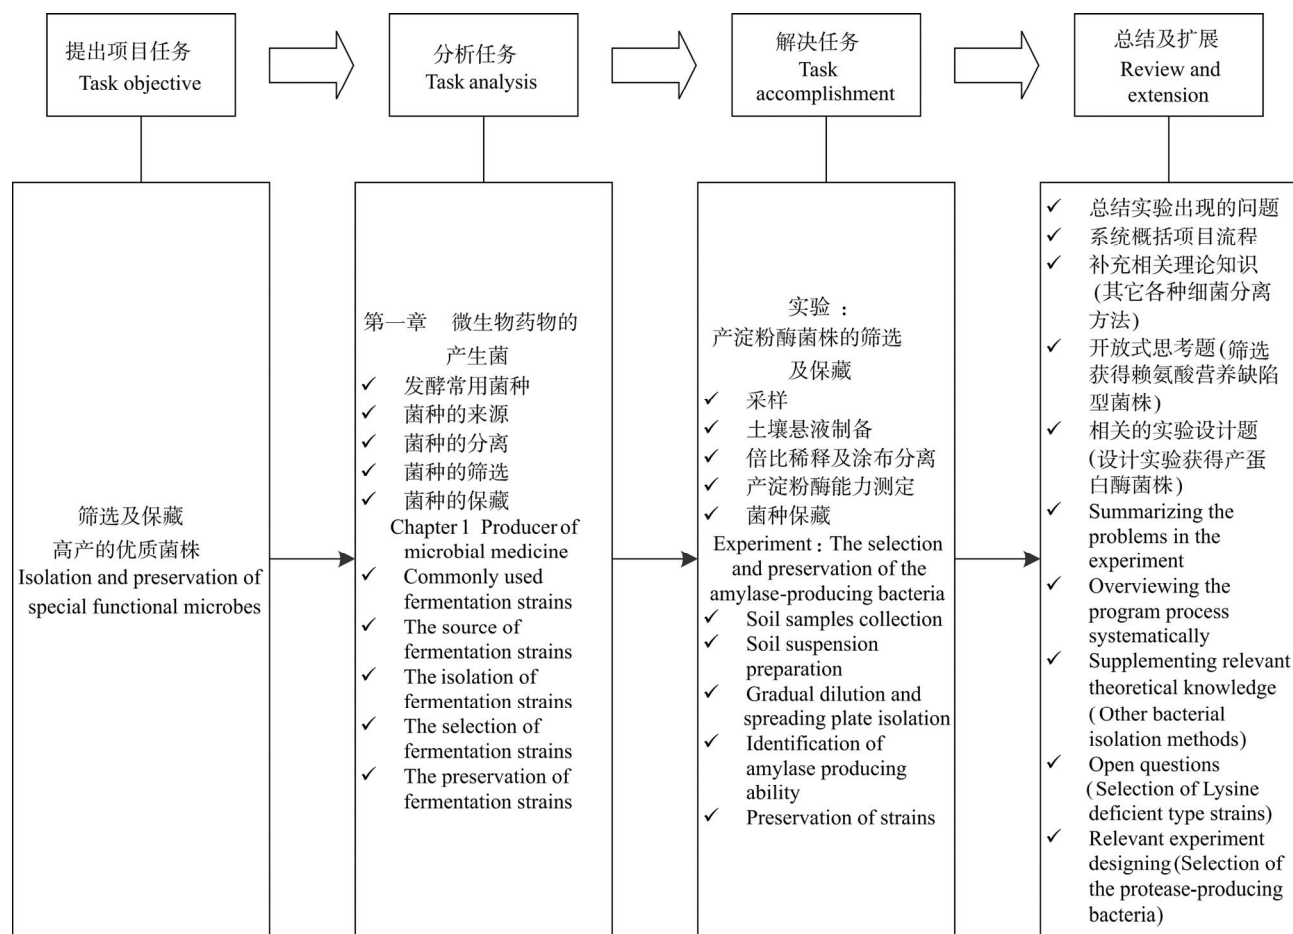 提出项目任务
Task objective
分析任务
Task analysis
解决任务
Task
accomplishment
总结及扩展
Review and
extension
筛选及保藏
高产的优质菌株
Isolation and preservation of
special functional microbes
第一章 微生物药物的
产生菌
✓ 发酵常用菌种
✓ 菌种的来源
✓ 菌种的分离
✓ 菌种的筛选
✓ 菌种的保藏
Chapter 1 Producer of
microbial medicine
✓ Commonly used
fermentation strains
✓ The source of
fermentation strains
✓ The isolation of
fermentation strains
✓ The selection of
fermentation strains
✓ The preservation of
fermentation strains
实验：
产淀粉酶菌株的筛选
及保藏
✓ 采样
✓ 土壤悬液制备
✓ 倍比稀释及涂布分离
✓ 产淀粉酶能力测定
✓ 菌种保藏
Experiment : The selection
and preservation of the
amylase-producing bacteria
✓ Soil samples collection
✓ Soil suspension
preparation
✓ Gradual dilution and
spreading plate isolation
✓ Identification of
amylase producing
ability
✓ Preservation of strains
✓ 总结实验出现的问题
✓ 系统概括项目流程
✓ 补充相关理论知识
(其它各种细菌分离
方法)
✓ 开放式思考题(筛选
获得赖氨酸营养缺陷
型菌株)
✓ 相关的实验设计题
(设计实验获得产蛋
白酶菌株)
✓ Summarizing the
problems in the
experiment
✓ Overviewing the
program process
systematically
✓ Supplementing relevant
theoretical knowledge
(Other bacterial
isolation methods)
✓ Open questions
(Selection of Lysine
deficient type strains)
✓ Relevant experiment
designing (Selection of
the protease-producing
bacteria)